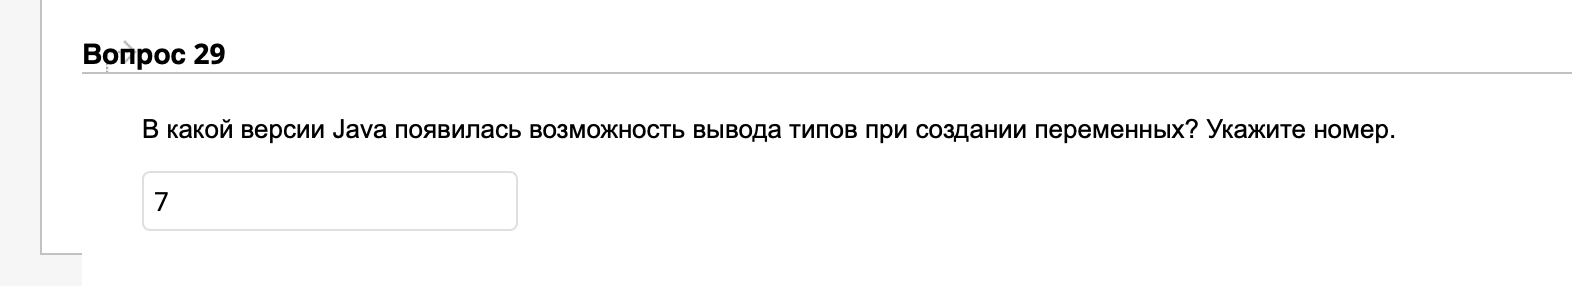 Вопрос 29
В какой версии Java появилась возможность вывода типов при создании переменных? Укажите номер.
7